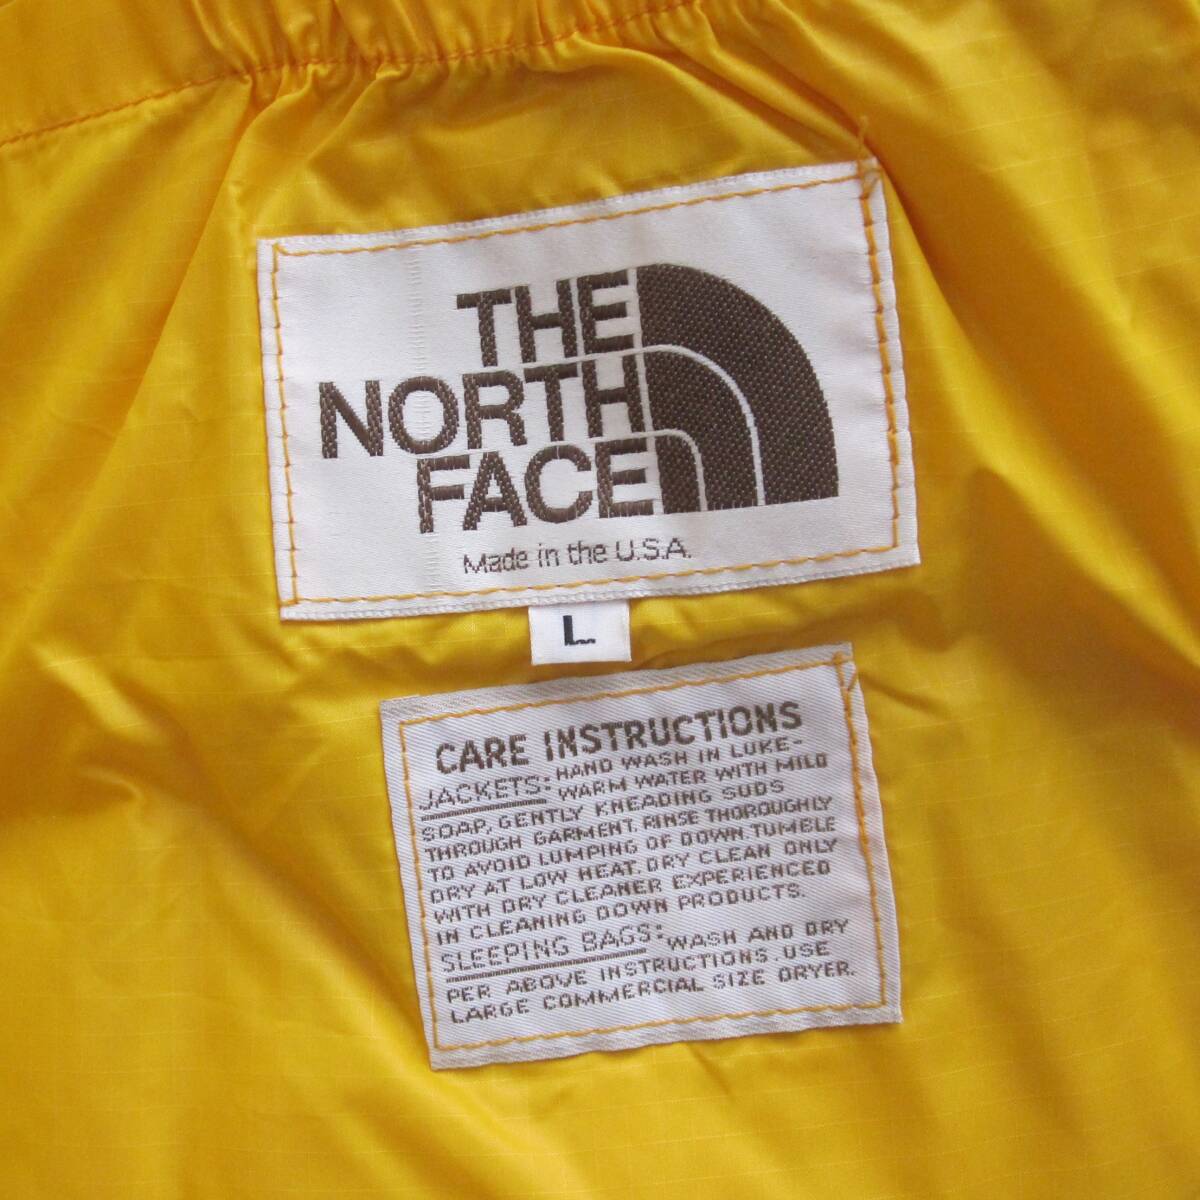 THE
NORTH
FACE
Made in the U.S.A.
L
CARE INSTRUCTIONS
JACKETS: HAND WASH IN LUKE-
WARM WATER WITH MILD
SOAP, GENTLY KNEADING SUDS
THROUGH GARMENT. RINSE THOROUGHLY
TO AVOID LUMPING OF DOWN. TUMBLE
DRY AT LOW HEAT. DRY CLEAN ONLY
WITH DRY CLEANER EXPERIENCED
IN CLEANING DOWN PRODUCTS.
SLEEPING BAGS: WASH AND DRY
PER ABOVE INSTRUCTIONS. USE
LARGE COMMERCIAL SIZE DRYER.